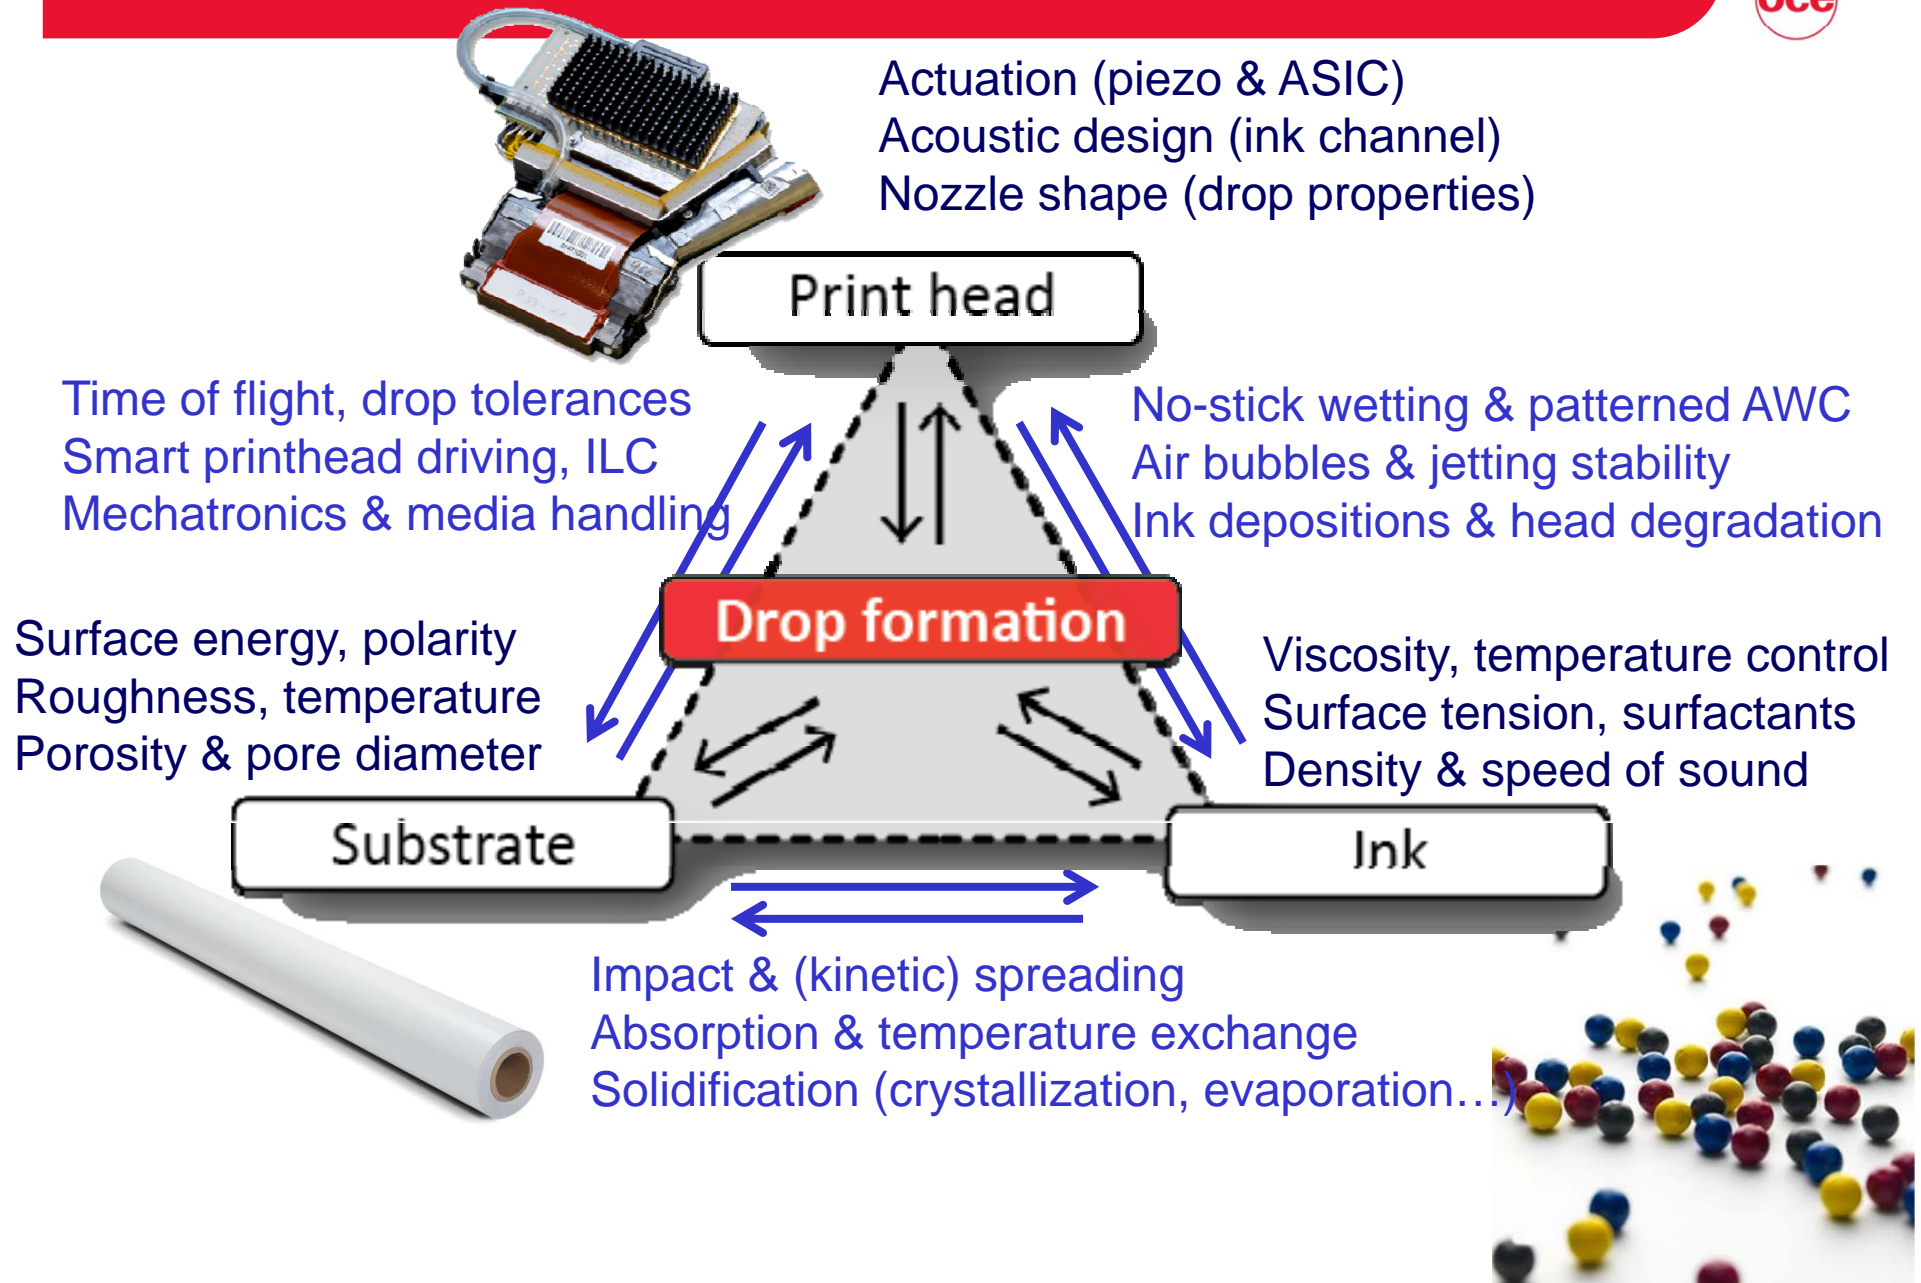 océ
Actuation (piezo & ASIC)
Acoustic design (ink channel)
Nozzle shape (drop properties)
Print head
Time of flight, drop tolerances
Smart printhead driving, ILC
Mechatronics & media handling
No-stick wetting & patterned AWC
Air bubbles & jetting stability
Ink depositions & head degradation
Drop formation
Surface energy, polarity
Roughness, temperature
Porosity & pore diameter
Viscosity, temperature control
Surface tension, surfactants
Density & speed of sound
Substrate
Ink
Impact & (kinetic) spreading
Absorption & temperature exchange
Solidification (crystallization, evaporation…)